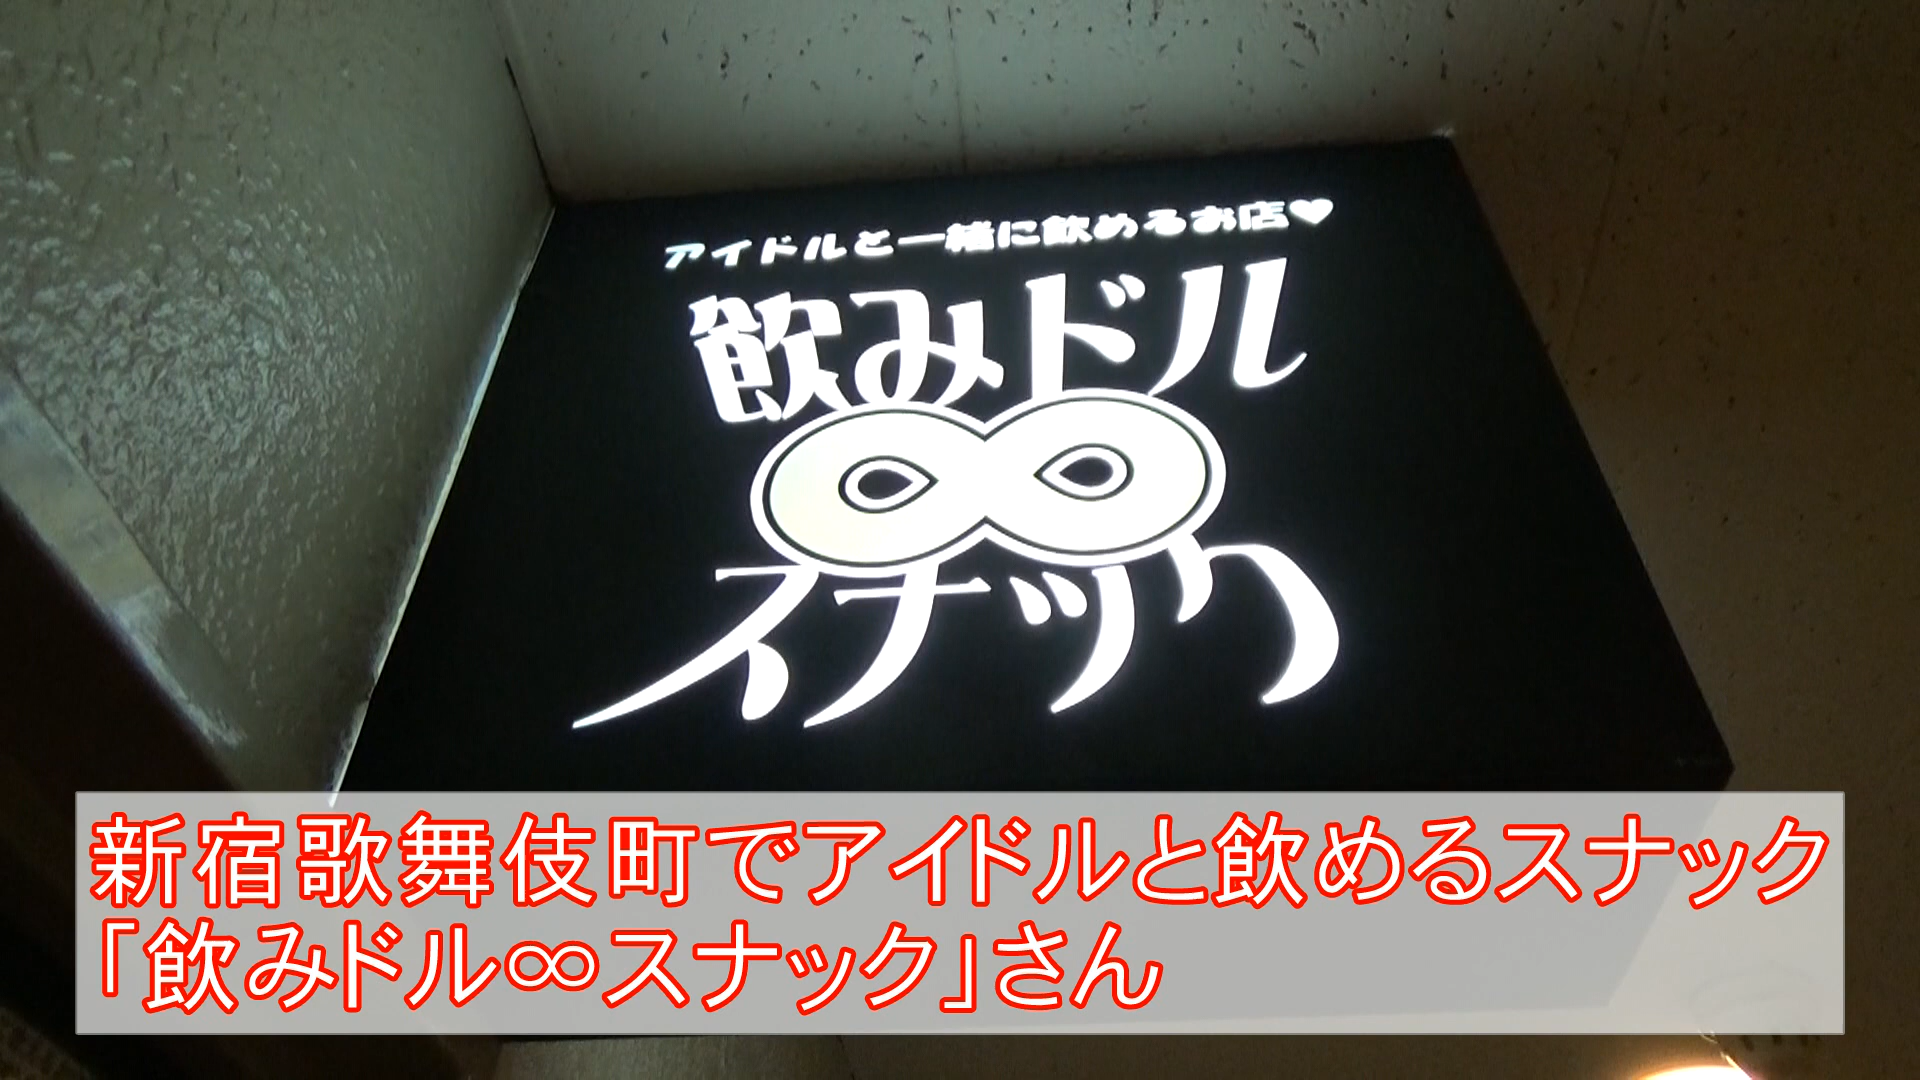 アイドルと一緒に飲めるお店♥
飲みドル
∞
スナック
新宿歌舞伎町でアイドルと飲めるスナック
「飲みドル∞スナック」さん